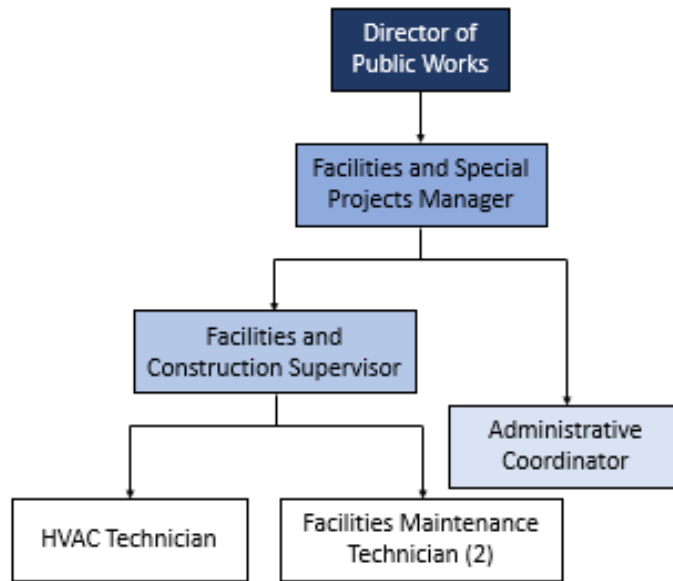 Director of
Public Works
Facilities and Special
Projects Manager
Facilities and
Construction Supervisor
Administrative
Coordinator
HVAC Technician
Facilities Maintenance
Technician (2)